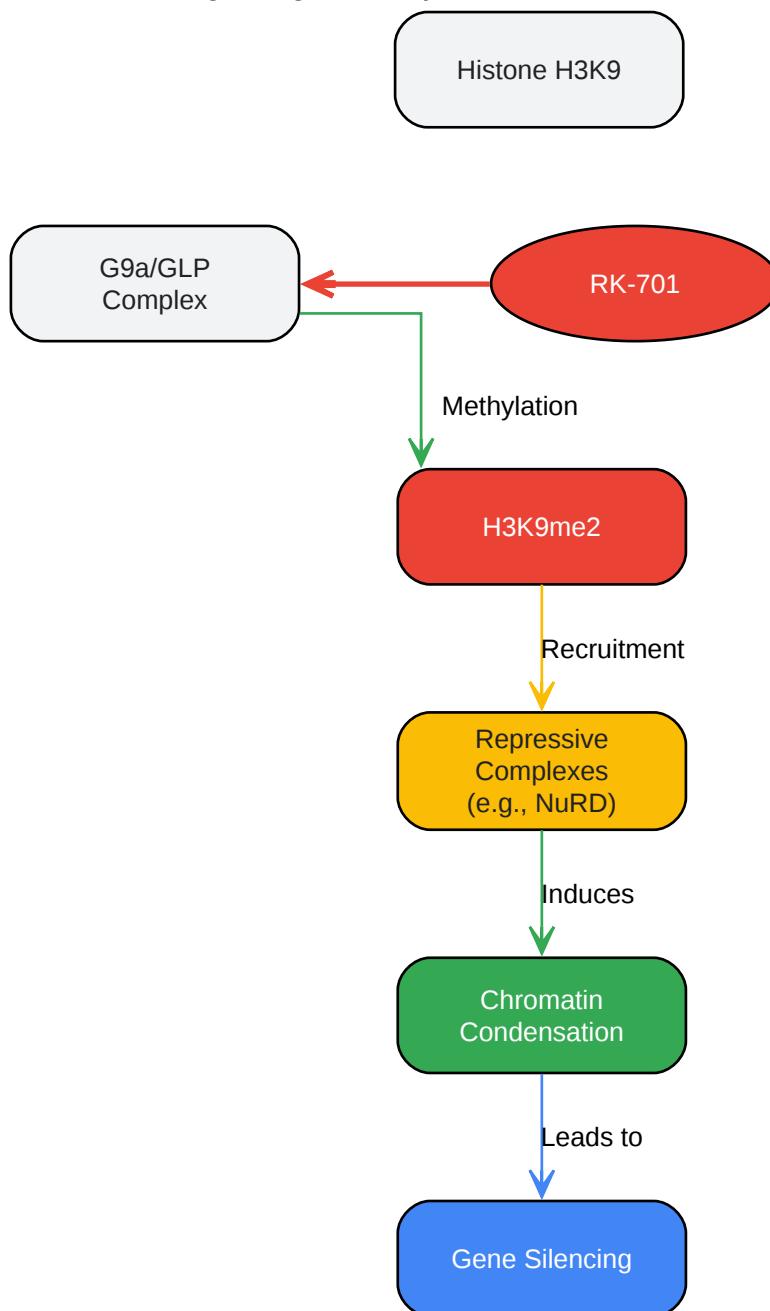 Histone H3K9
G9a/GLP
Complex
RK-701
Methylation
H3K9me2
Recruitment
Repressive
Complexes
(e.g., NuRD)
Induces
Chromatin
Condensation
Leads to
Gene Silencing